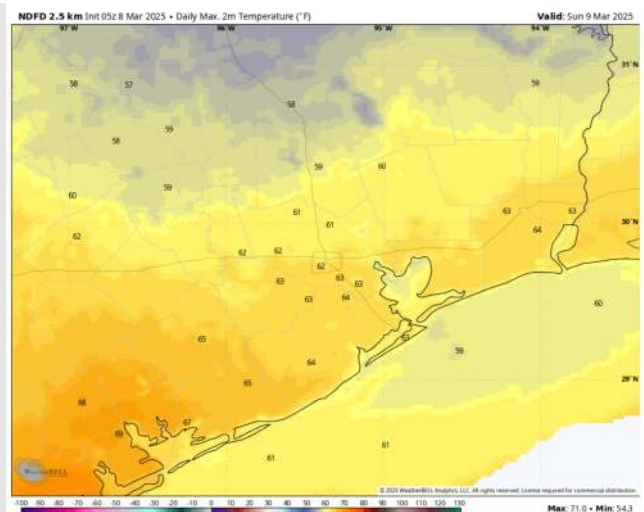 NDFD 2.5 km Init 05z 8 Mar 2025 • Daily Max. 2m Temperature (°F) Valid: Sun 9 Mar 2025
97°W 96°W 95°W 94°W
31°N
58 57 59
58
59
58
59 60
59
60
61 63 63
61 30°N
62 64
62 62
62
63 63 63
63 64
60
65
59
64
65 29°N
68
67
69
61
61
WeatherBELL
© 2025 WeatherBELL Analytics, LLC. All rights reserved. License required for commercial distribution.
-100 -90 -80 -70 -60 -50 -40 -30 -20 -10 0 10 20 30 40 50 60 70 80 90 100 110 120 130
Max: 71.0 • Min: 54.3